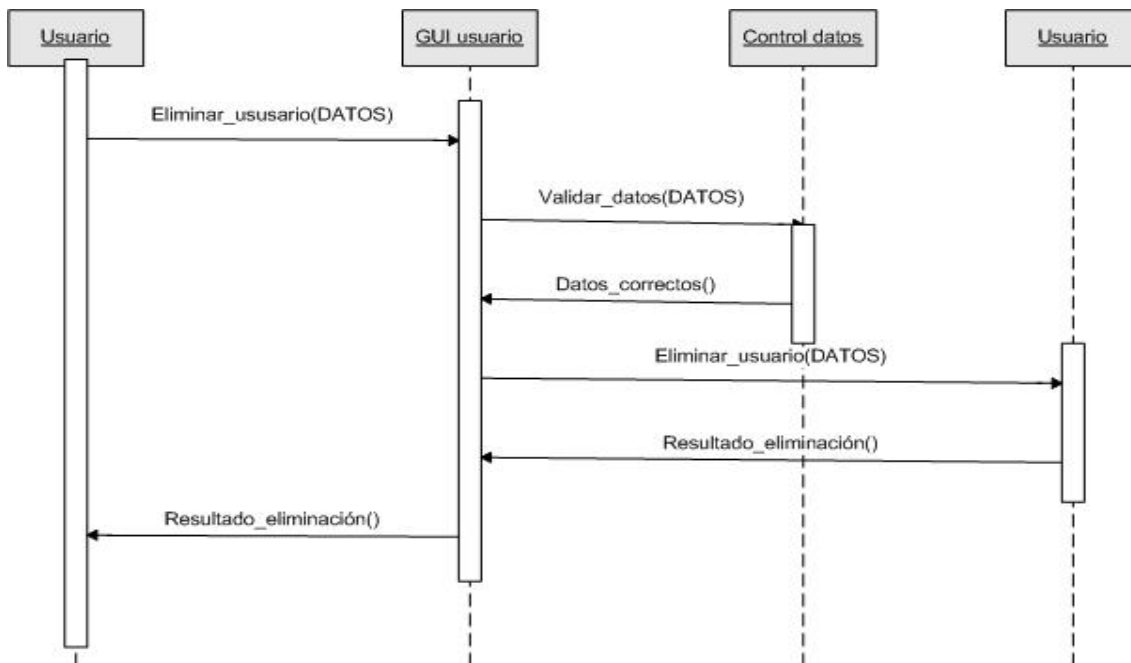 Usuario
GUI usuario
Control datos
Usuario
Eliminar_ususario(DATOS)
Validar_datos(DATOS)
Datos_correctos()
Eliminar_usuario(DATOS)
Resultado_eliminación()
Resultado_eliminación()